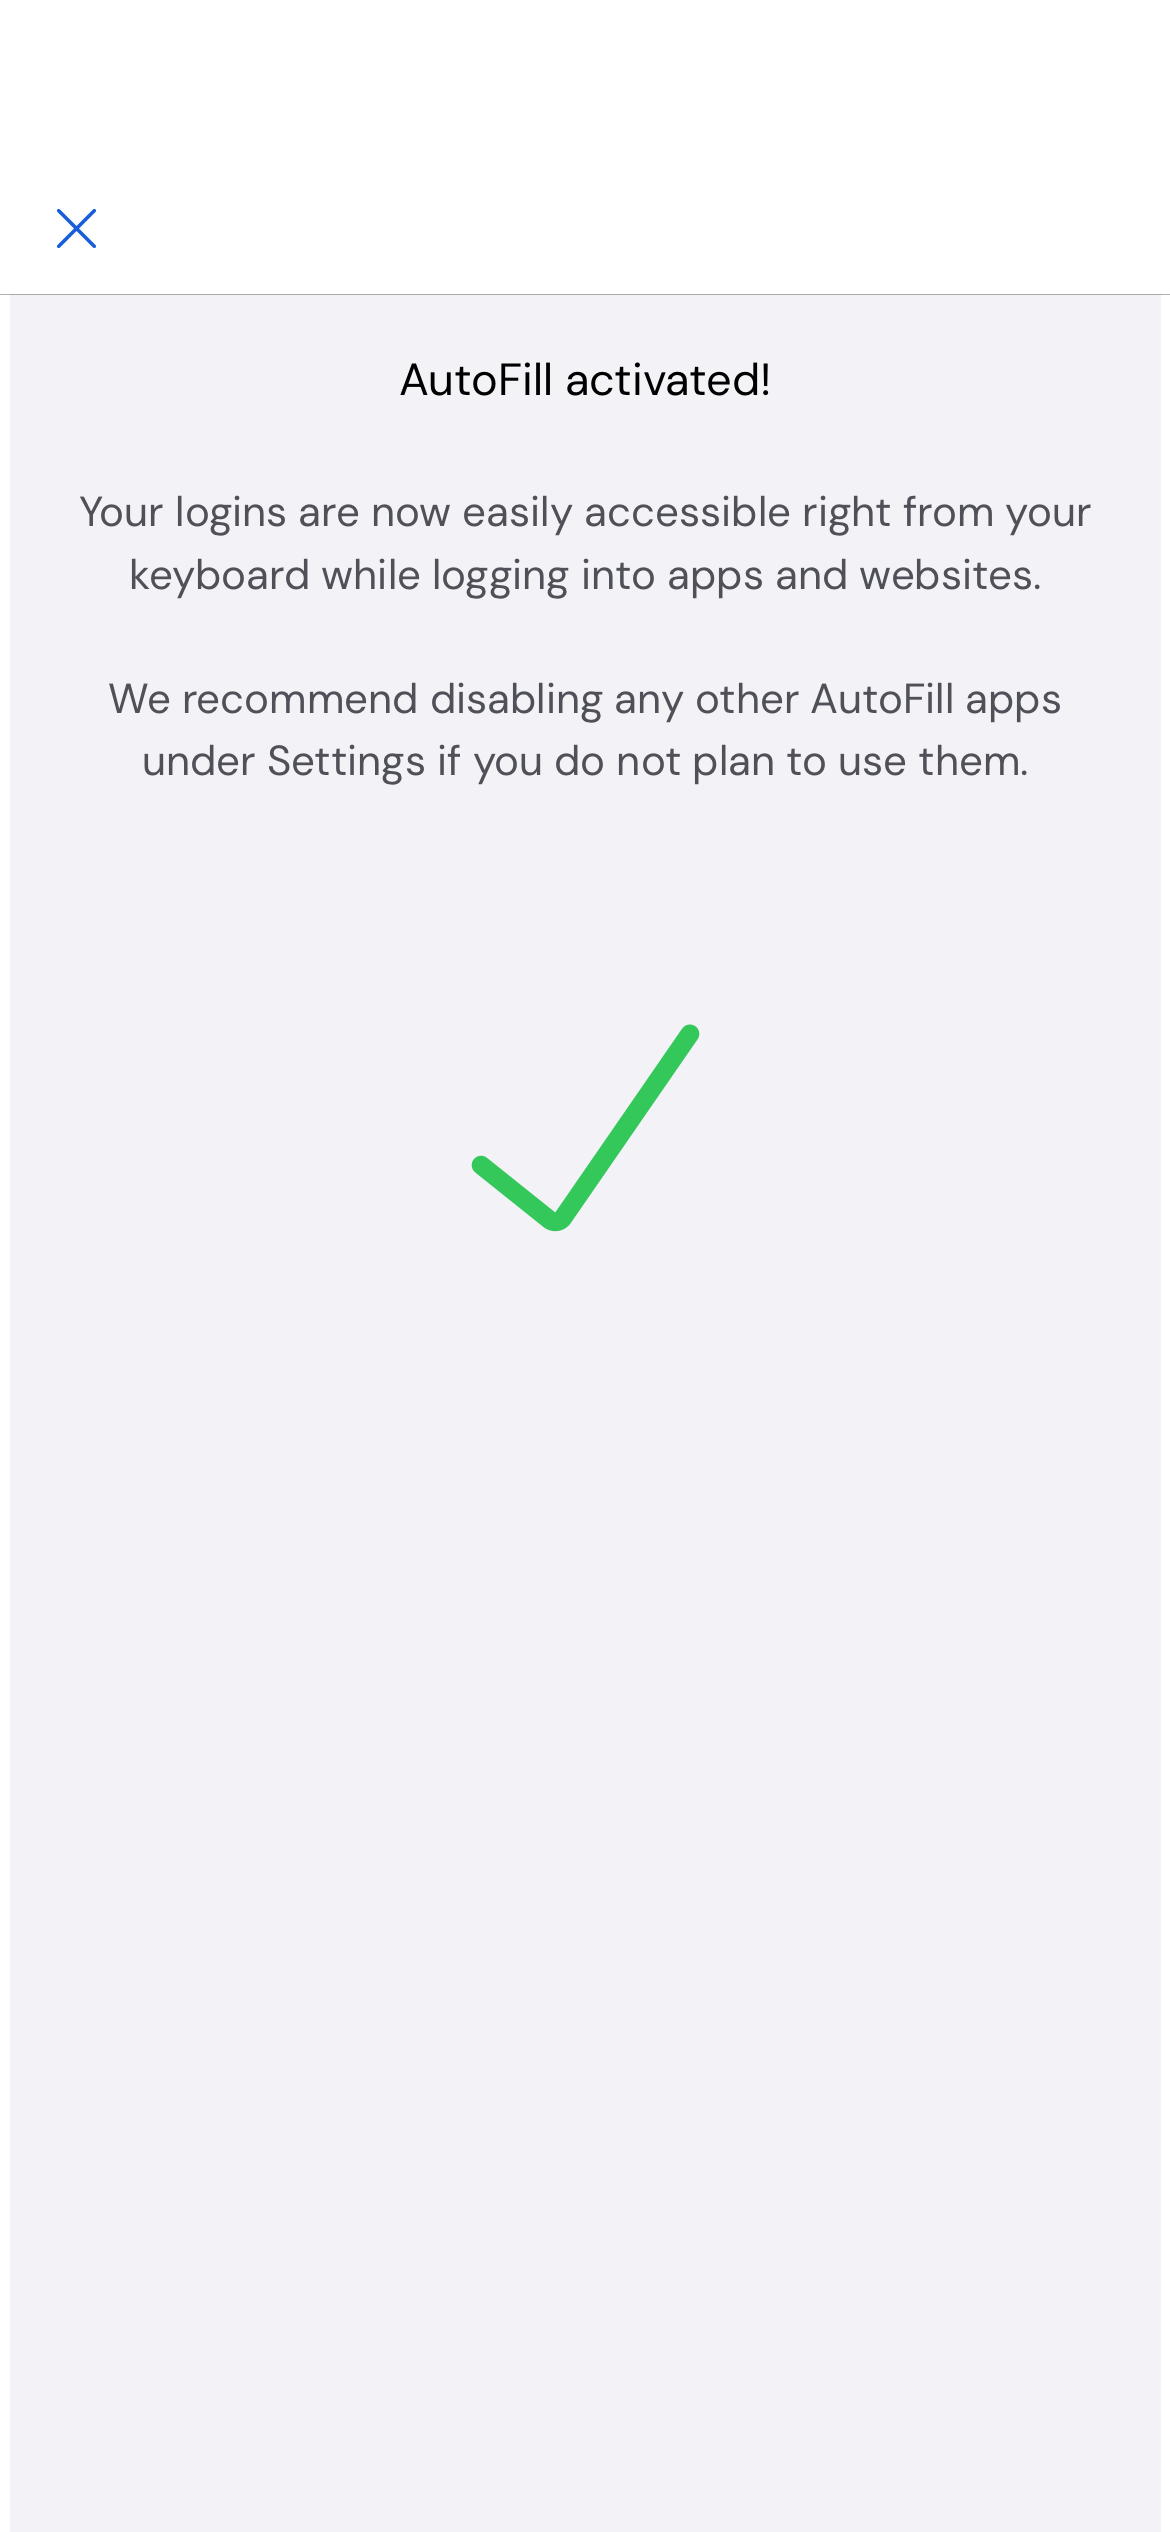 AutoFill activated!
Your logins are now easily accessible right from your
keyboard while logging into apps and websites.
We recommend disabling any other AutoFill apps
under Settings if you do not plan to use them.